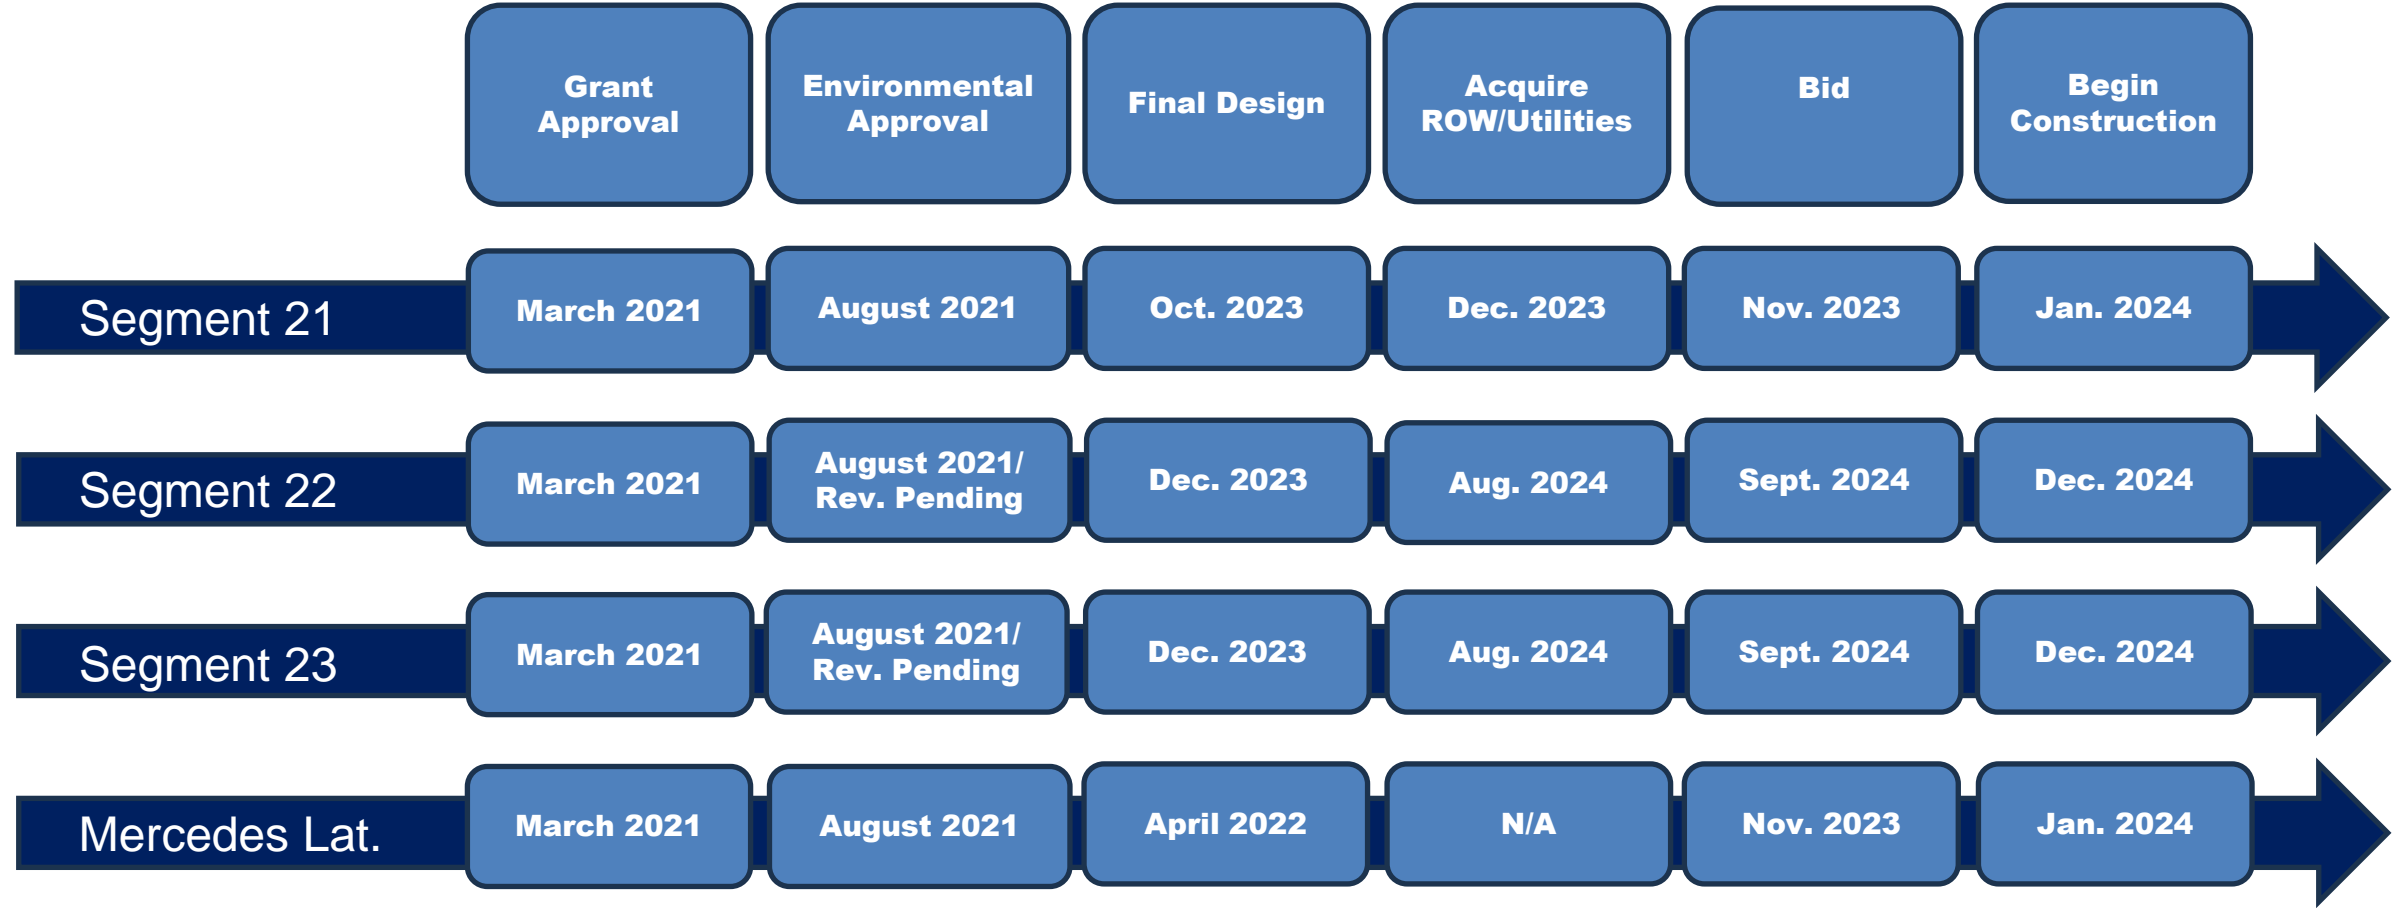 Grant
Approval
Environmental
Approval
Final Design
Acquire
ROW/Utilities
Bid
Begin
Construction
Segment 21
March 2021
August 2021
Oct. 2023
Dec. 2023
Nov. 2023
Jan. 2024
Segment 22
March 2021
August 2021/
Rev. Pending
Dec. 2023
Aug. 2024
Sept. 2024
Dec. 2024
Segment 23
March 2021
August 2021/
Rev. Pending
Dec. 2023
Aug. 2024
Sept. 2024
Dec. 2024
Mercedes Lat.
March 2021
August 2021
April 2022
N/A
Nov. 2023
Jan. 2024